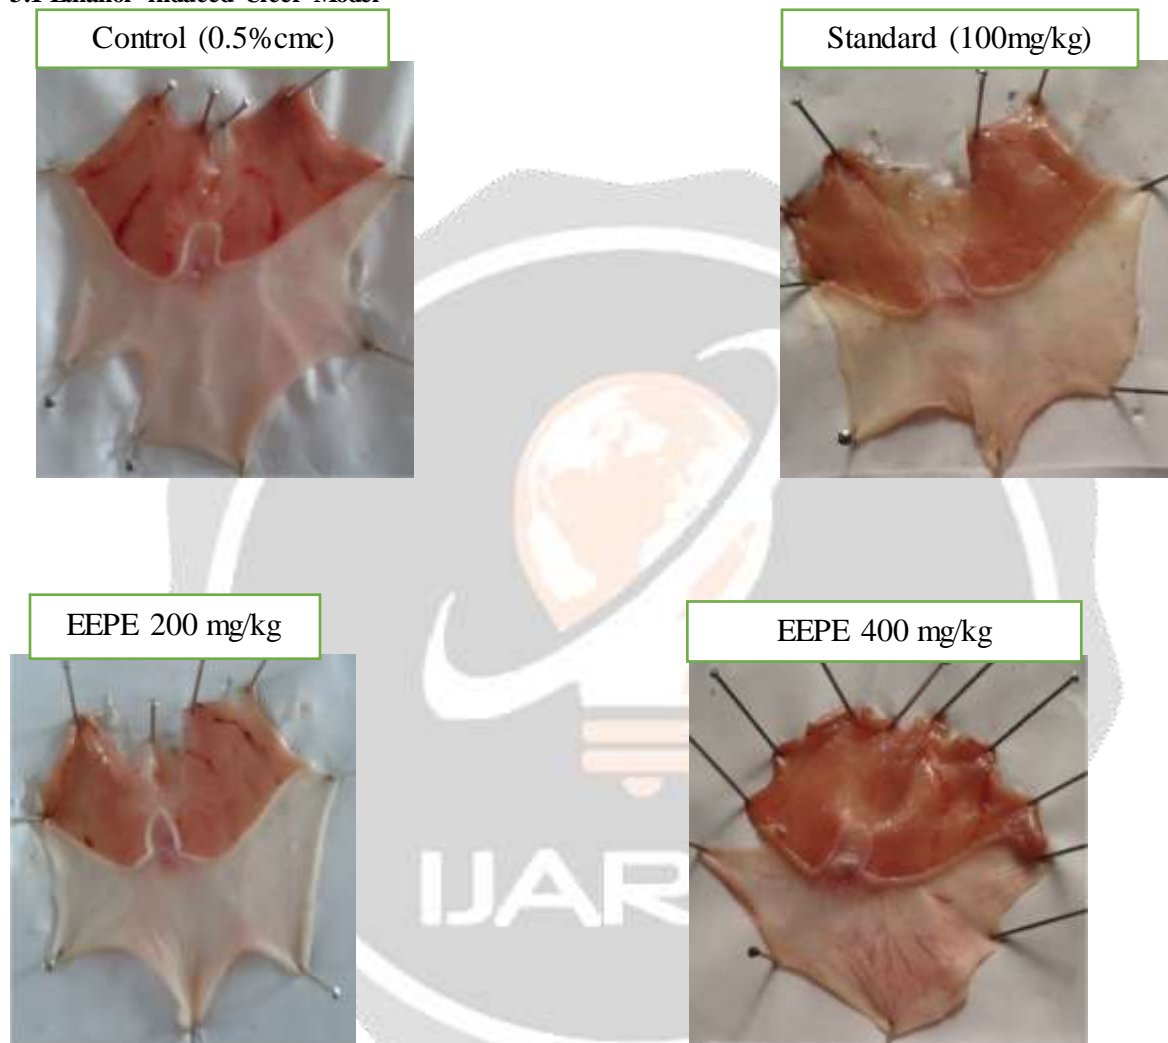 Control (0.5%cmc)
Standard (100mg/kg)
EEPE 200 mg/kg
EEPE 400 mg/kg
IJAR